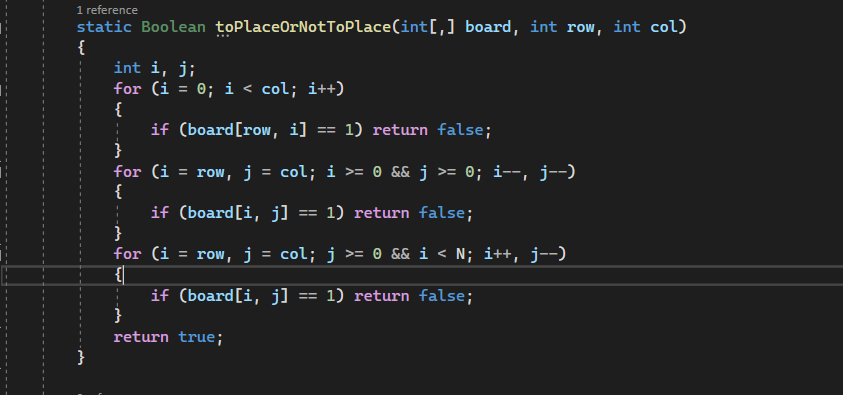 1 reference
static Boolean toPlaceOrNotToPlace(int[,] board, int row, int col)
{
int i, j;
for (i = 0; i < col; i++)
{
if (board[row, i] == 1) return false;
}
for (i = row, j = col; i >= 0 && j >= 0; i--, j--)
{
if (board[i, j] == 1) return false;
}
for (i = row, j = col; j >= 0 && i < N; i++, j--)
{
if (board[i, j] == 1) return false;
}
return true;
}